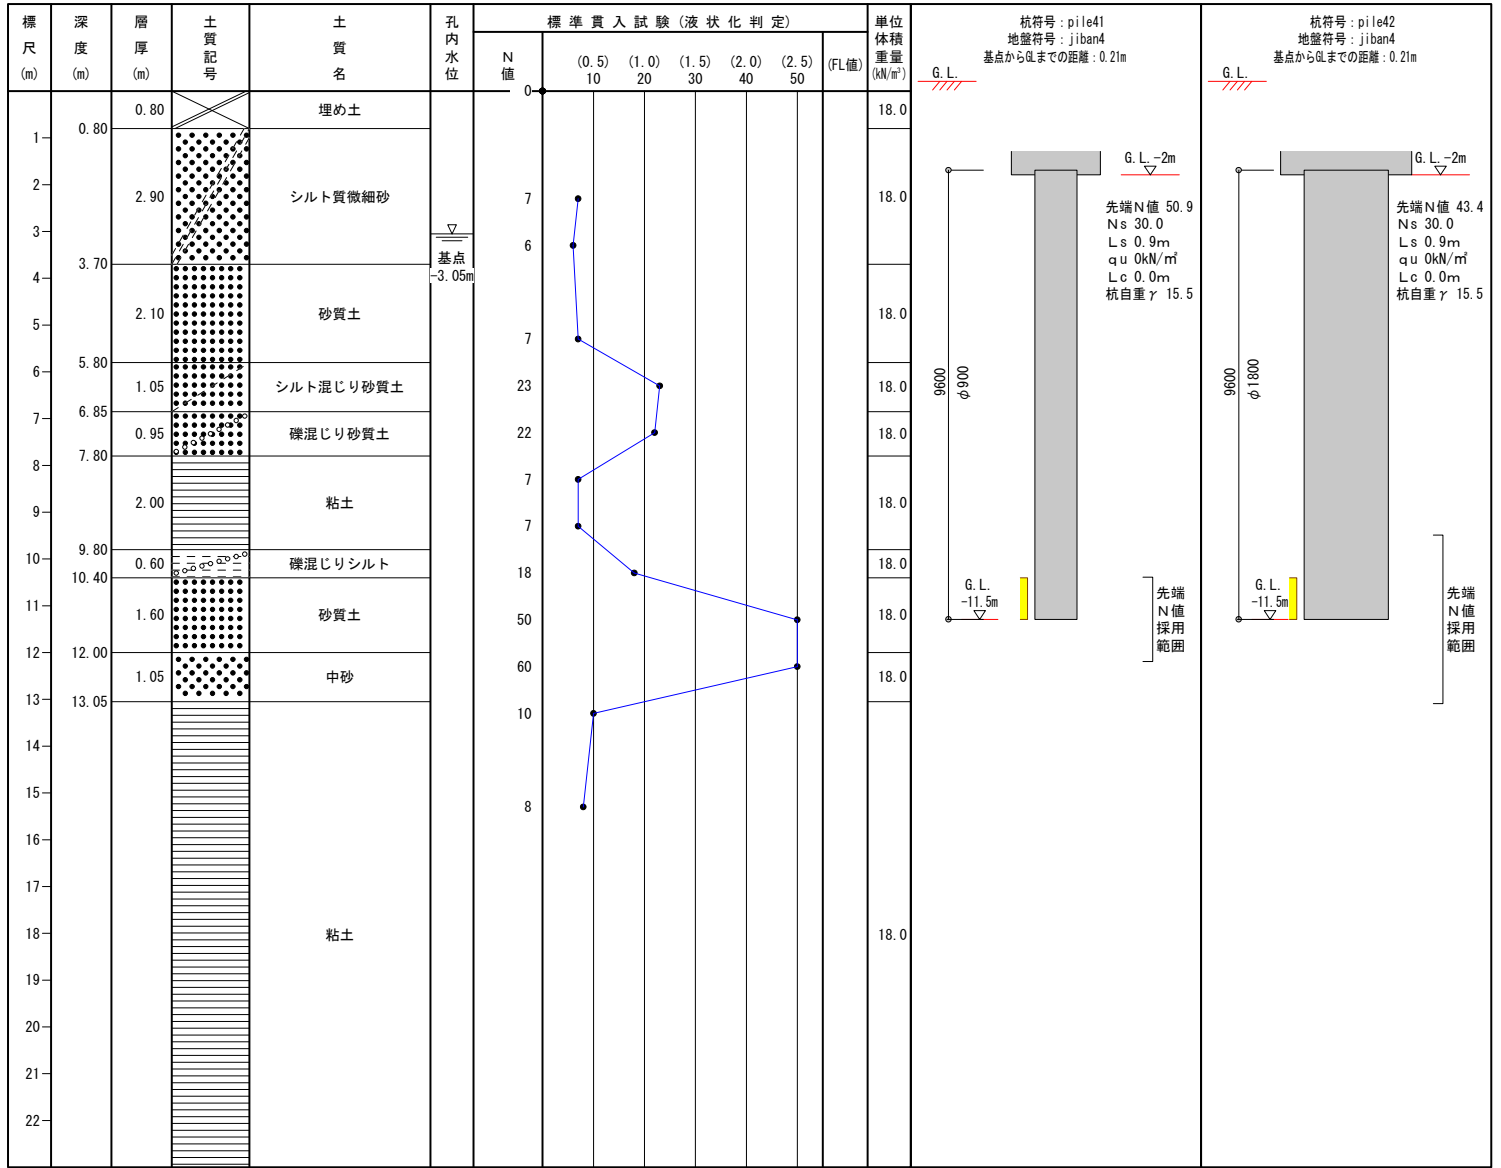 標尺(m)
深度(m)
層厚(m)
土質記号
土質名
孔内水位
標準貫入試験(液状化判定)
N値
(0.5) (1.0) (1.5) (2.0) (2.5)
10 20 30 40 50
(FL値)
単位体積重量(kN/m³)
0
0.80 埋め土 18.0
0.80
1
2
2.90 シルト質微細砂 7 18.0
3
6
基点
-3.05m
3.70
4
2.10 砂質土 18.0
5
7
5.80
6
1.05 シルト混じり砂質土 23 18.0
6.85
7
0.95 礫混じり砂質土 22 18.0
7.80
8
7
2.00 粘土 18.0
9
7
9.80
10
0.60 礫混じりシルト 18.0
18
10.40
11
1.60 砂質土 50 18.0
12
12.00
60
1.05 中砂 18.0
13
13.05
10
14
15
8
16
17
18
粘土 18.0
19
20
21
22
杭符号:pile41
地盤符号:jiban4
基点からGLまでの距離:0.21m
G.L.
G.L.-2m
先端N値 50.9
Ns 30.0
Ls 0.9m
qu 0kN/㎡
Lc 0.0m
杭自重γ 15.5
9600
φ900
G.L.
-11.5m
先端
N値
採用
範囲
杭符号:pile42
地盤符号:jiban4
基点からGLまでの距離:0.21m
G.L.
G.L.-2m
先端N値 43.4
Ns 30.0
Ls 0.9m
qu 0kN/㎡
Lc 0.0m
杭自重γ 15.5
9600
φ1800
G.L.
-11.5m
先端
N値
採用
範囲